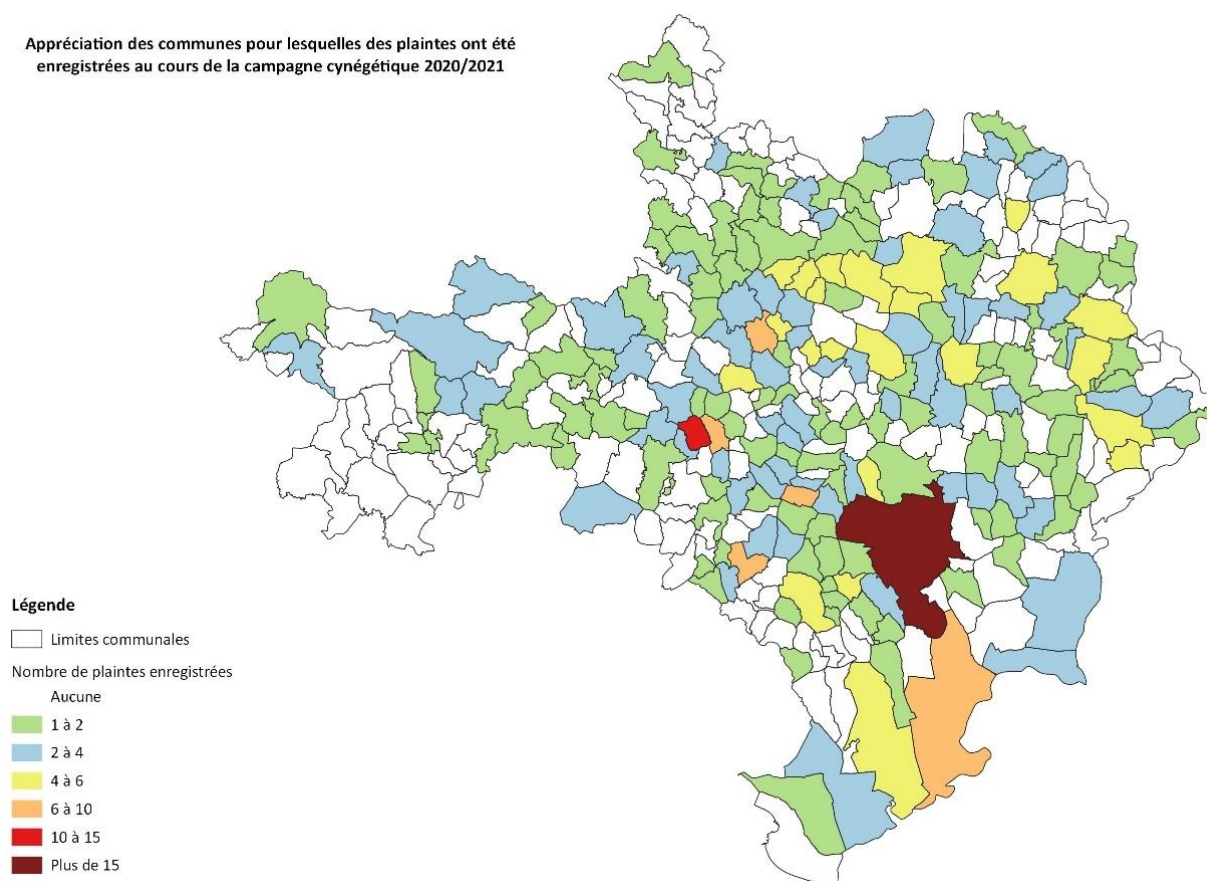 Appréciation des communes pour lesquelles des plaintes ont été
enregistrées au cours de la campagne cynégétique 2020/2021
Légende
Limites communales
Nombre de plaintes enregistrées
Aucune
1 à 2
2 à 4
4 à 6
6 à 10
10 à 15
Plus de 15